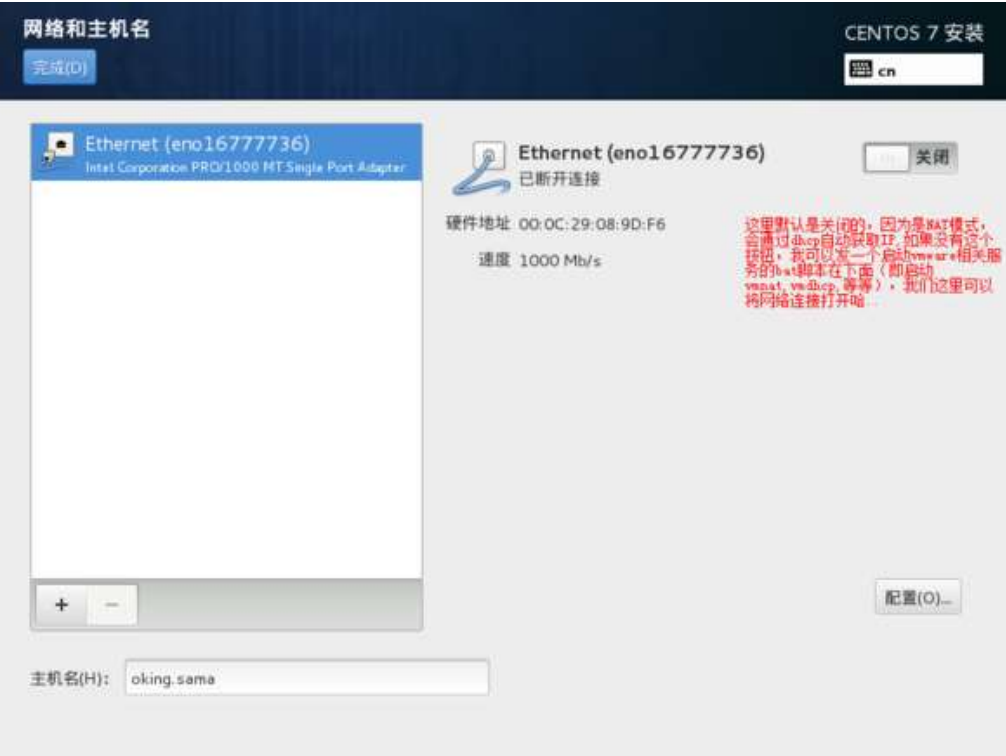 网络和主机名
CENTOS 7 安装
完成(D)
cn
Ethernet (eno16777736)
Intel Corporation PRO/1000 MT Single Port Adapter
Ethernet (eno16777736)
已断开连接
关闭
硬件地址 00:0C:29:08:9D:F6
速度 1000 Mb/s
这里默认是关闭的，因为是NAT模式，
会通过dhcp自动获取IP,如果没有这个
按钮，我可以发一个启动vmware相关服
务的bat脚本在下面（即启动
vmnat,vmdhcp,等等），我们这里可以
将网络连接打开哈...
+
−
配置(O)...
主机名(H):
oking.sama